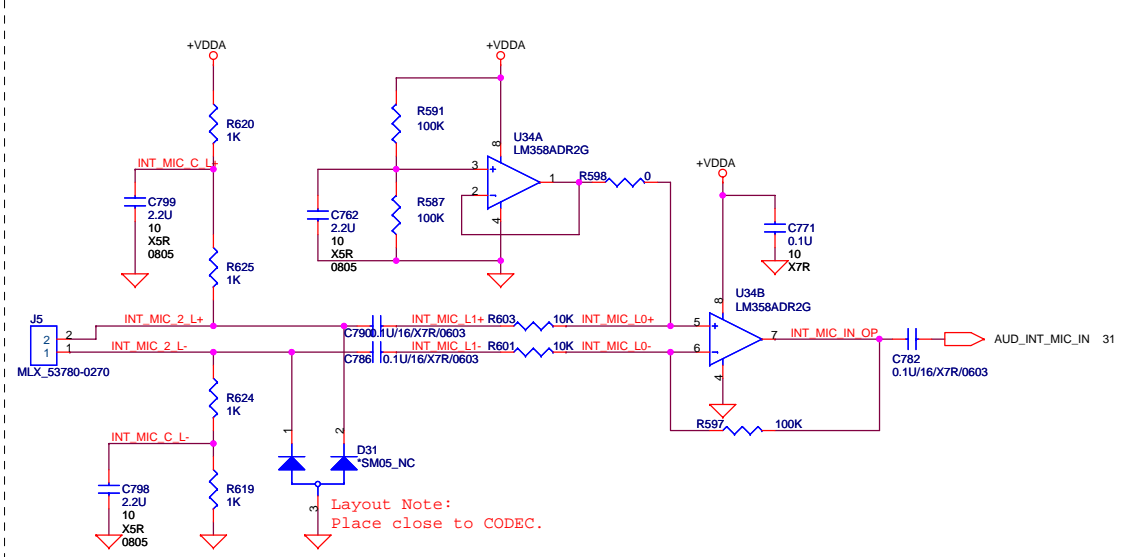 +VDDA
R620
1K
INT_MIC_C_L+
C799
2.2U
10
X5R
0805
R625
1K
J5
2
1
2
1
MLX_53780-0270
INT_MIC_2_L+
INT_MIC_2_L-
R624
1K
INT_MIC_C_L-
C798
2.2U
10
X5R
0805
R619
1K
+VDDA
R591
100K
C762
2.2U
10
X5R
0805
R587
100K
U34A
LM358ADR2G
3
+
2
-
8
4
1
R598
0
C790
0.1U/16/X7R/0603
INT_MIC_L1+
R603
10K
INT_MIC_L0+
C786
0.1U/16/X7R/0603
INT_MIC_L1-
R601
10K
INT_MIC_L0-
1
2
D31
*SM05_NC
3
Layout Note:
Place close to CODEC.
+VDDA
C771
0.1U
10
X7R
U34B
LM358ADR2G
8
5
+
6
-
4
7
INT_MIC_IN_OP
R597
100K
C782
0.1U/16/X7R/0603
AUD_INT_MIC_IN 31